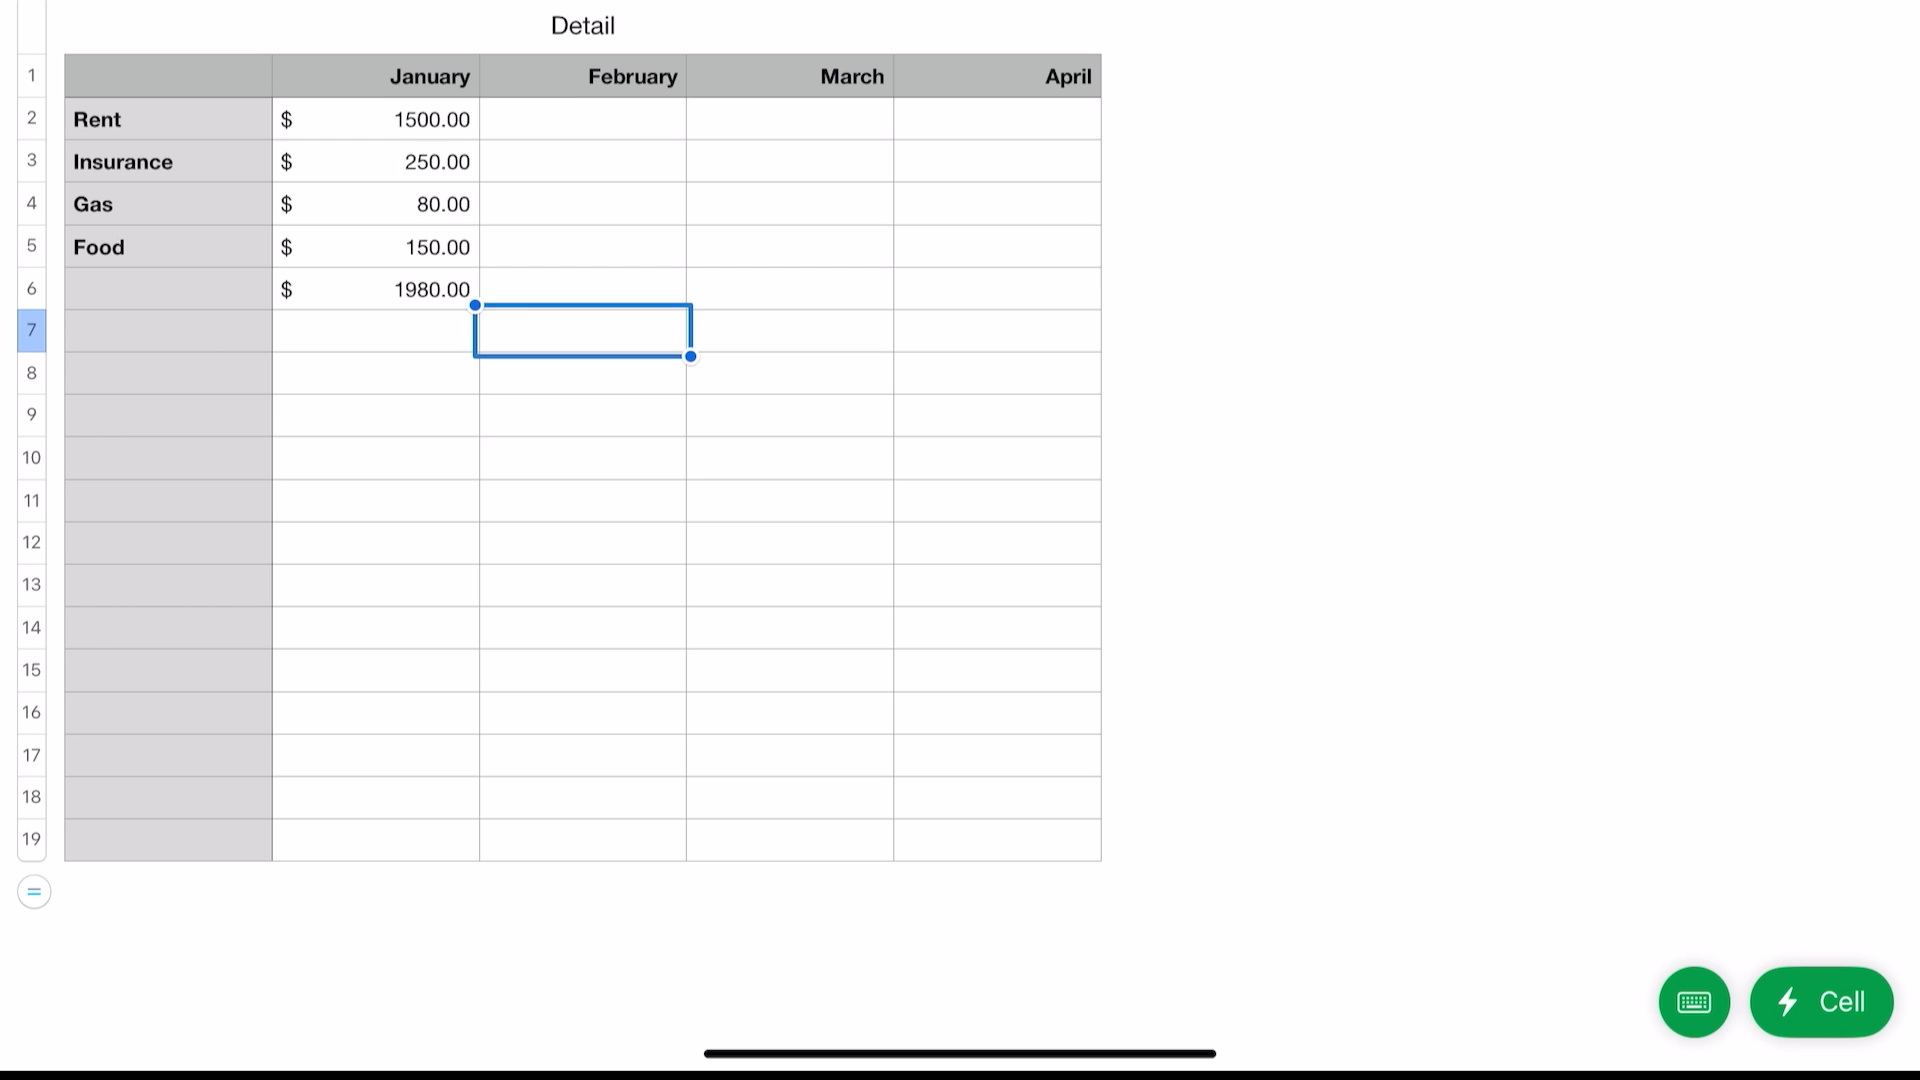 Detail
1 January February March April
2 Rent $ 1500.00
3 Insurance $ 250.00
4 Gas $ 80.00
5 Food $ 150.00
6 $ 1980.00
7
8
9
10
11
12
13
14
15
16
17
18
19
=
Cell